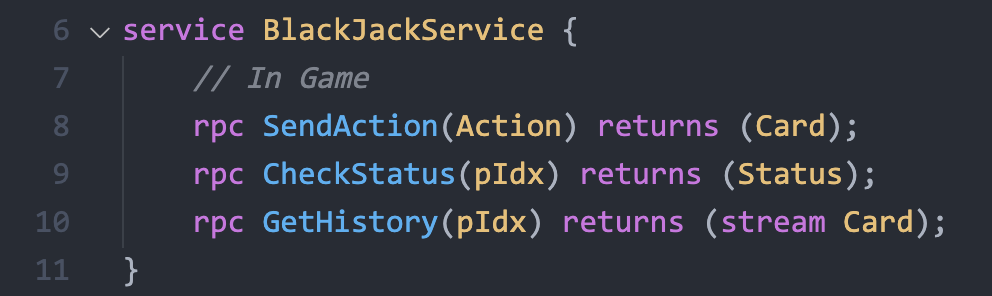 6 service BlackJackService {
7 // In Game
8 rpc SendAction(Action) returns (Card);
9 rpc CheckStatus(pIdx) returns (Status);
10 rpc GetHistory(pIdx) returns (stream Card);
11 }